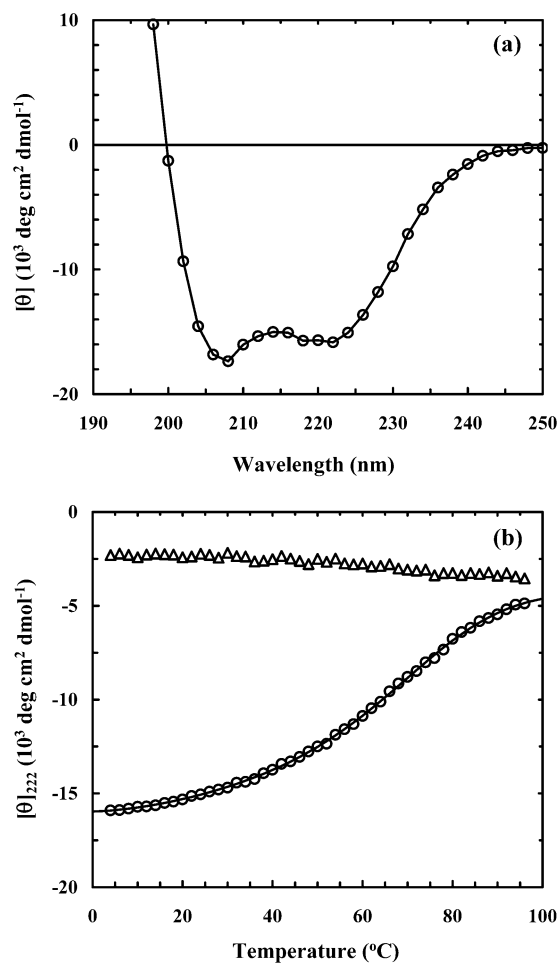 (a)
10
0
-10
-20
[θ] (10³ deg cm² dmol⁻¹)
190 200 210 220 230 240 250
Wavelength (nm)
(b)
0
-5
-10
-15
-20
[θ]₂₂₂ (10³ deg cm² dmol⁻¹)
0 20 40 60 80 100
Temperature (ºC)